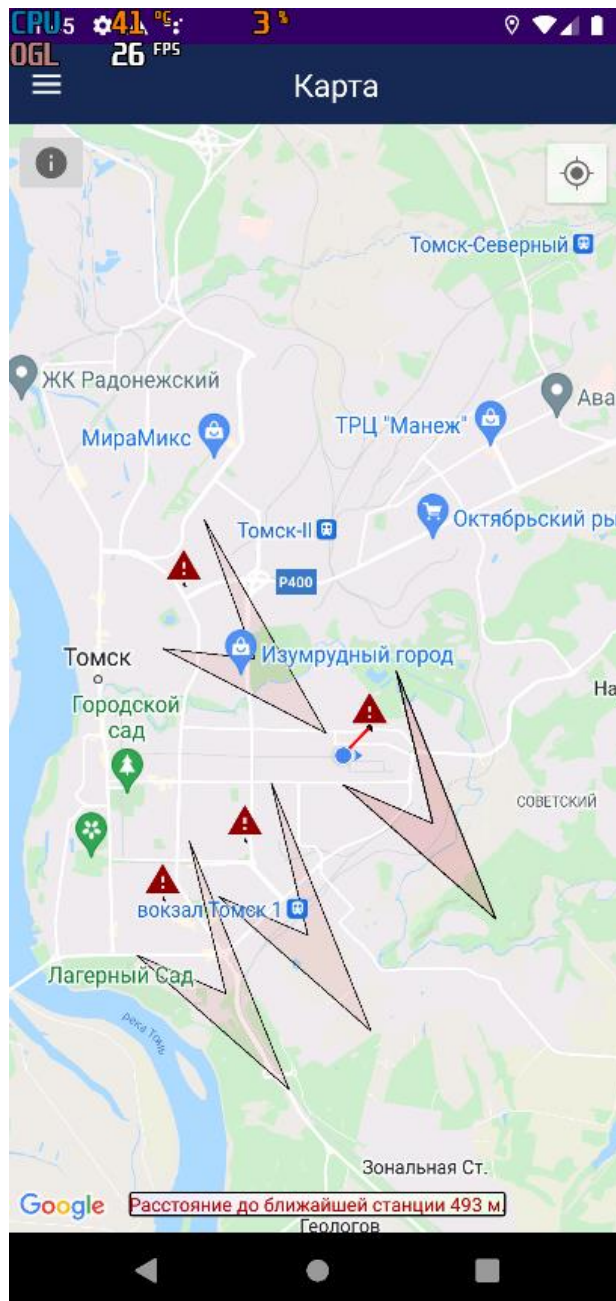 CPU 41 °C 3 %
OGL 26 FPS
Карта
Томск-Северный
ЖК Радонежский
Ава
ТРЦ "Манеж"
МираМикс
Октябрьский ры
Томск-II
P400
Изумрудный город
Томск
На
Городской
сад
СОВЕТСКИЙ
вокзал Томск 1
Лагерный Сад
река Томь
Зональная Ст.
Google
Расстояние до ближайшей станции 493 м.
Геологов